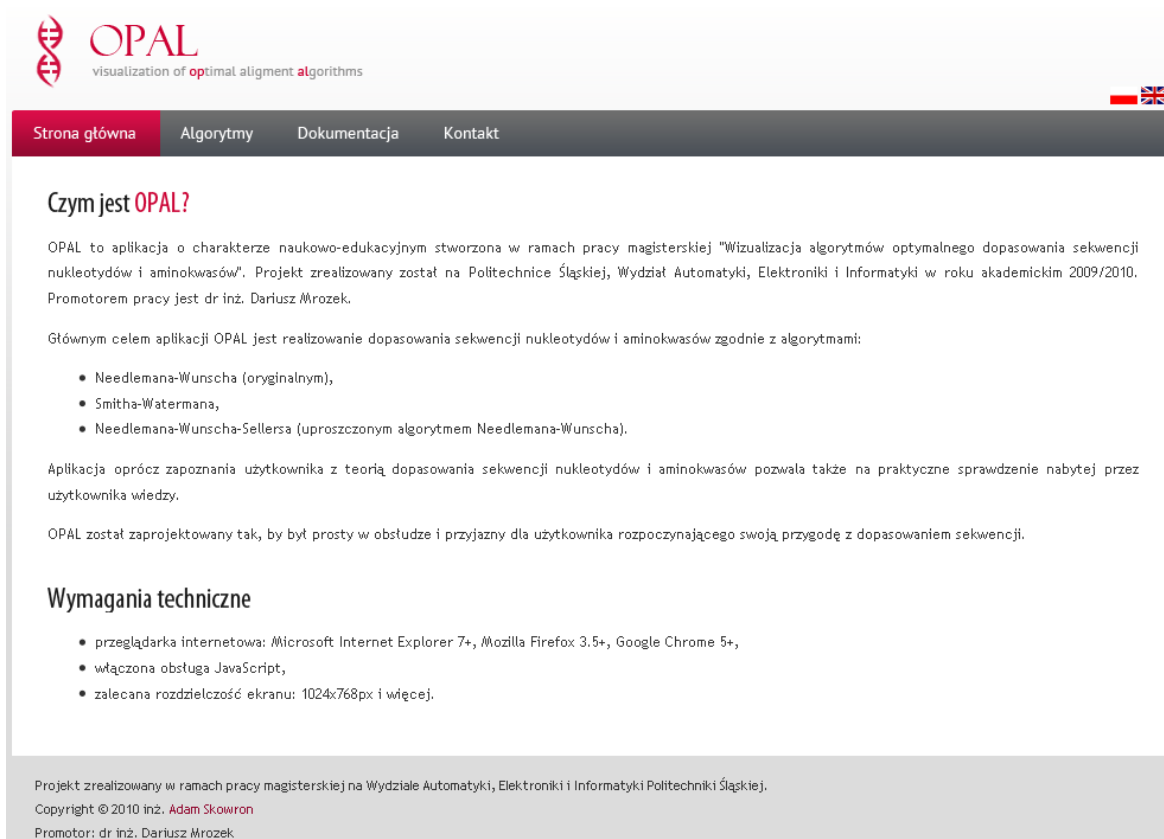 OPAL
visualization of optimal aligment algorithms
Strona główna Algorytmy Dokumentacja Kontakt
Czym jest OPAL?
OPAL to aplikacja o charakterze naukowo-edukacyjnym stworzona w ramach pracy magisterskiej "Wizualizacja algorytmów optymalnego dopasowania sekwencji
nukleotydów i aminokwasów". Projekt zrealizowany został na Politechnice Śląskiej, Wydział Automatyki, Elektroniki i Informatyki w roku akademickim 2009/2010.
Promotorem pracy jest dr inż. Dariusz Mrozek.
Głównym celem aplikacji OPAL jest realizowanie dopasowania sekwencji nukleotydów i aminokwasów zgodnie z algorytmami:
• Needlemana-Wunscha (oryginalnym),
• Smitha-Watermana,
• Needlemana-Wunscha-Sellersa (uproszczonym algorytmem Needlemana-Wunscha).
Aplikacja oprócz zapoznania użytkownika z teorią dopasowania sekwencji nukleotydów i aminokwasów pozwala także na praktyczne sprawdzenie nabytej przez
użytkownika wiedzy.
OPAL został zaprojektowany tak, by był prosty w obsłudze i przyjazny dla użytkownika rozpoczynającego swoją przygodę z dopasowaniem sekwencji.
Wymagania techniczne
• przeglądarka internetowa: Microsoft Internet Explorer 7+, Mozilla Firefox 3.5+, Google Chrome 5+,
• włączona obsługa JavaScript,
• zalecana rozdzielczość ekranu: 1024x768px i więcej.
Projekt zrealizowany w ramach pracy magisterskiej na Wydziale Automatyki, Elektroniki i Informatyki Politechniki Śląskiej.
Copyright © 2010 inż. Adam Skowron
Promotor: dr inż. Dariusz Mrozek